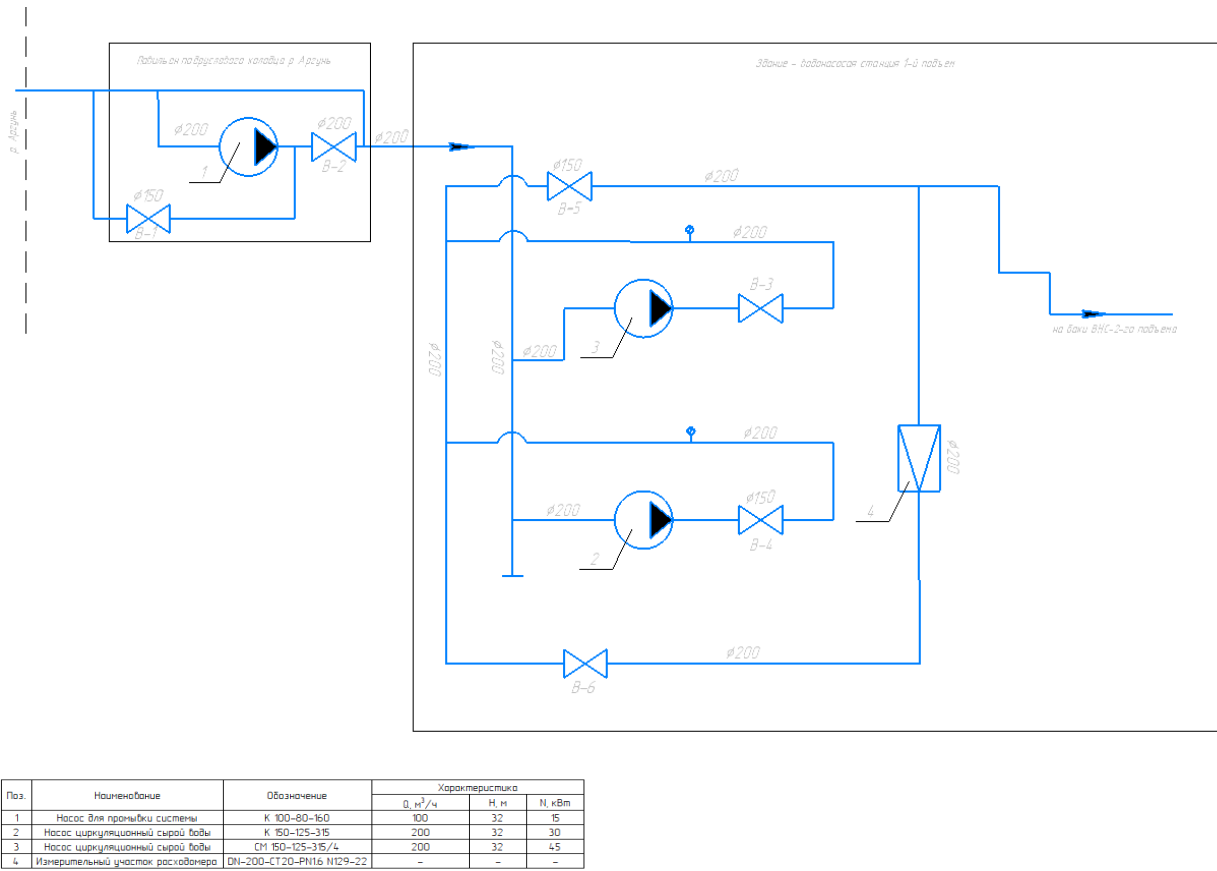 Павильон подруслового колодца р Аргунь
Здание - водонасосая станция 1-й подъем
р Аргунь
ø200
ø200
ø200
1
В-2
ø150
В-1
ø150
ø200
В-5
ø200
В-3
ø200
ø200
ø200
3
на баки ВНС-2-го подъема
ø200
ø200
ø150
ø200
4
2
В-4
ø200
В-6
Поз. Наименование Обозначение Характеристика
Q, м³/ч H, м N, кВт
1 Насос для промывки системы К 100-80-160 100 32 15
2 Насос циркуляционный сырой воды К 150-125-315 200 32 30
3 Насос циркуляционный сырой воды СМ 150-125-315/4 200 32 45
4 Измерительный участок расходомера DN-200-СТ20-PN1.6 N129-22 - - -